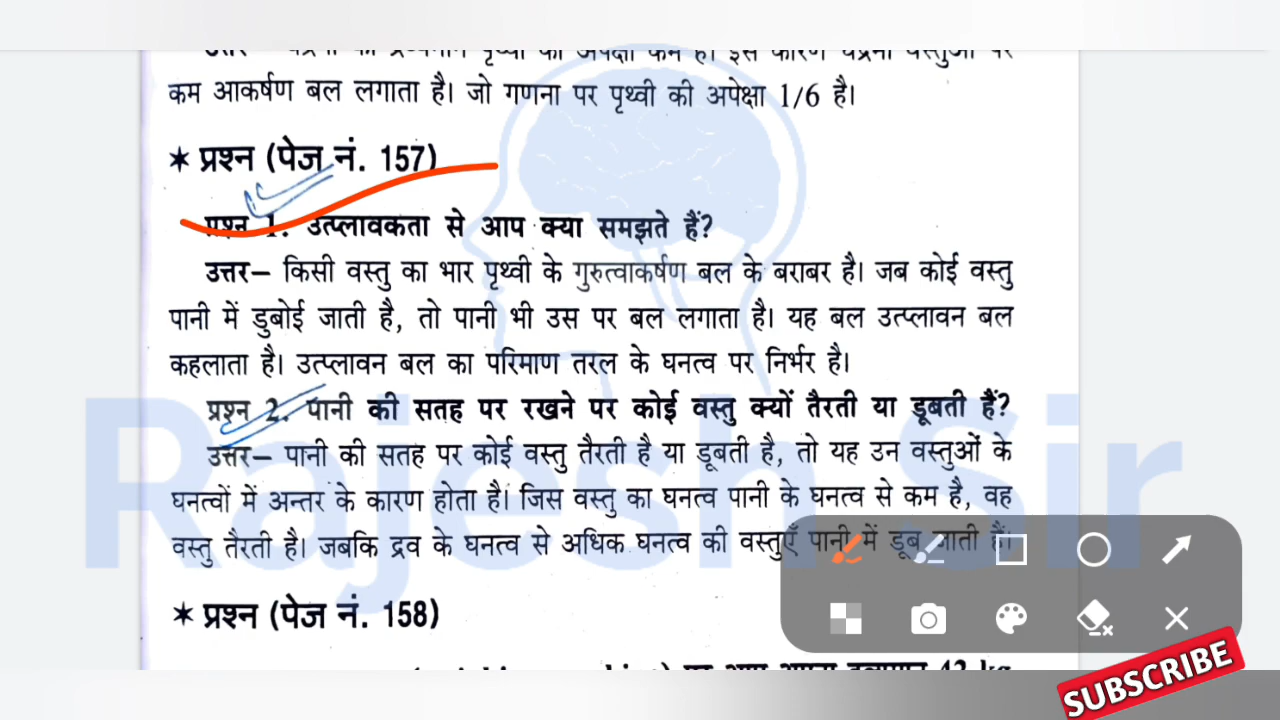 कम आकर्षण बल लगाता है। जो गणना पर पृथ्वी की अपेक्षा 1/6 है।
✶ प्रश्न (पेज नं. 157)
प्रश्न 1. उत्प्लावकता से आप क्या समझते हैं?
उत्तर– किसी वस्तु का भार पृथ्वी के गुरुत्वाकर्षण बल के बराबर है। जब कोई वस्तु
पानी में डुबोई जाती है, तो पानी भी उस पर बल लगाता है। यह बल उत्प्लावन बल
कहलाता है। उत्प्लावन बल का परिमाण तरल के घनत्व पर निर्भर है।
प्रश्न 2. पानी की सतह पर रखने पर कोई वस्तु क्यों तैरती या डूबती हैं?
उत्तर– पानी की सतह पर कोई वस्तु तैरती है या डूबती है, तो यह उन वस्तुओं के
घनत्वों में अन्तर के कारण होता है। जिस वस्तु का घनत्व पानी के घनत्व से कम है, वह
वस्तु तैरती है। जबकि द्रव के घनत्व से अधिक घनत्व की वस्तुएँ पानी में डूब जाती हैं।
✶ प्रश्न (पेज नं. 158)
Rajesh Sir
SUBSCRIBE